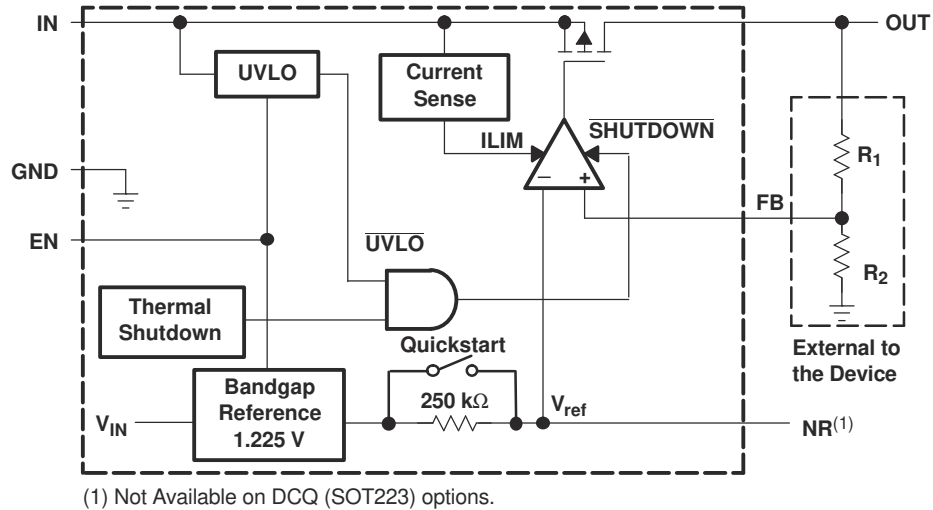 IN
OUT
UVLO
Current
Sense
ILIM
SHUTDOWN
R1
GND
FB
EN
UVLO
R2
Thermal
Shutdown
Quickstart
External to
the Device
Bandgap
Reference
1.225 V
250 kΩ
Vref
VIN
NR(1)
− +
(1) Not Available on DCQ (SOT223) options.